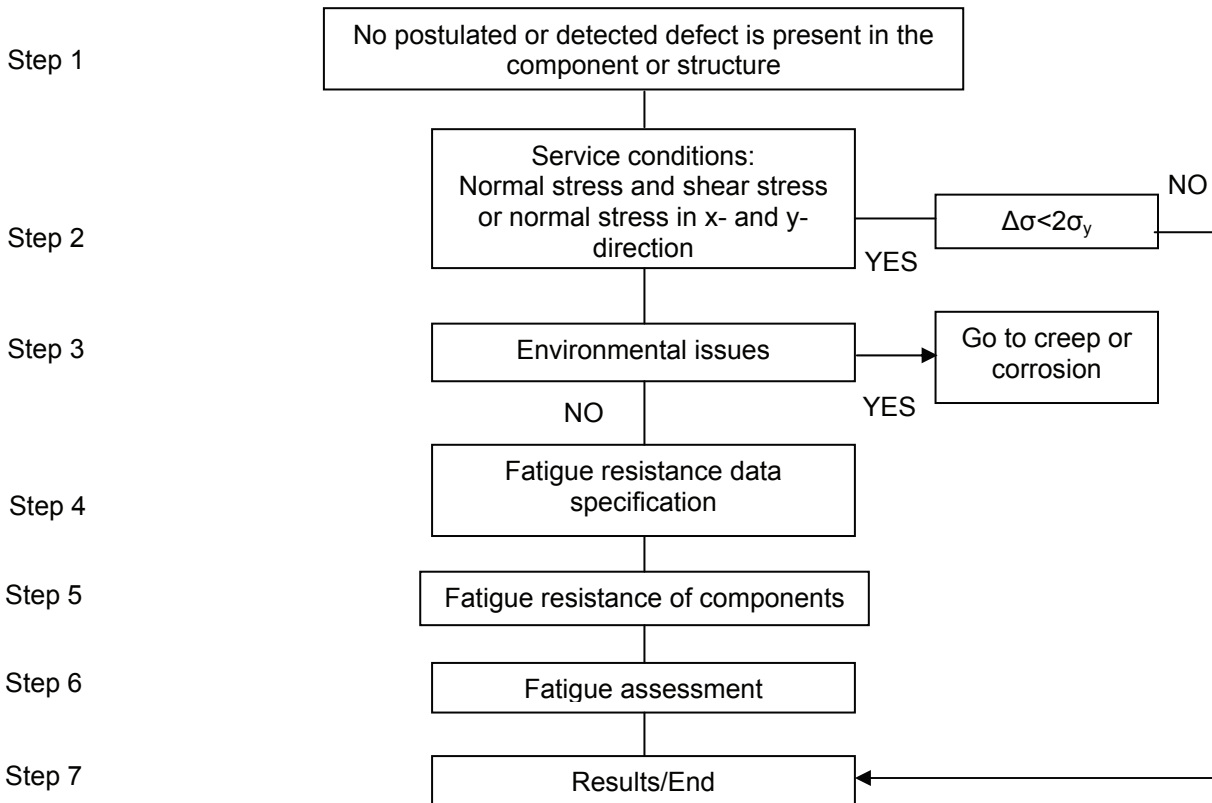 Step 1
No postulated or detected defect is present in the
component or structure
Step 2
Service conditions:
Normal stress and shear stress
or normal stress in x- and y-
direction
YES
Δσ<2σy
NO
Step 3
Environmental issues
YES
Go to creep or
corrosion
NO
Step 4
Fatigue resistance data
specification
Step 5
Fatigue resistance of components
Step 6
Fatigue assessment
Step 7
Results/End